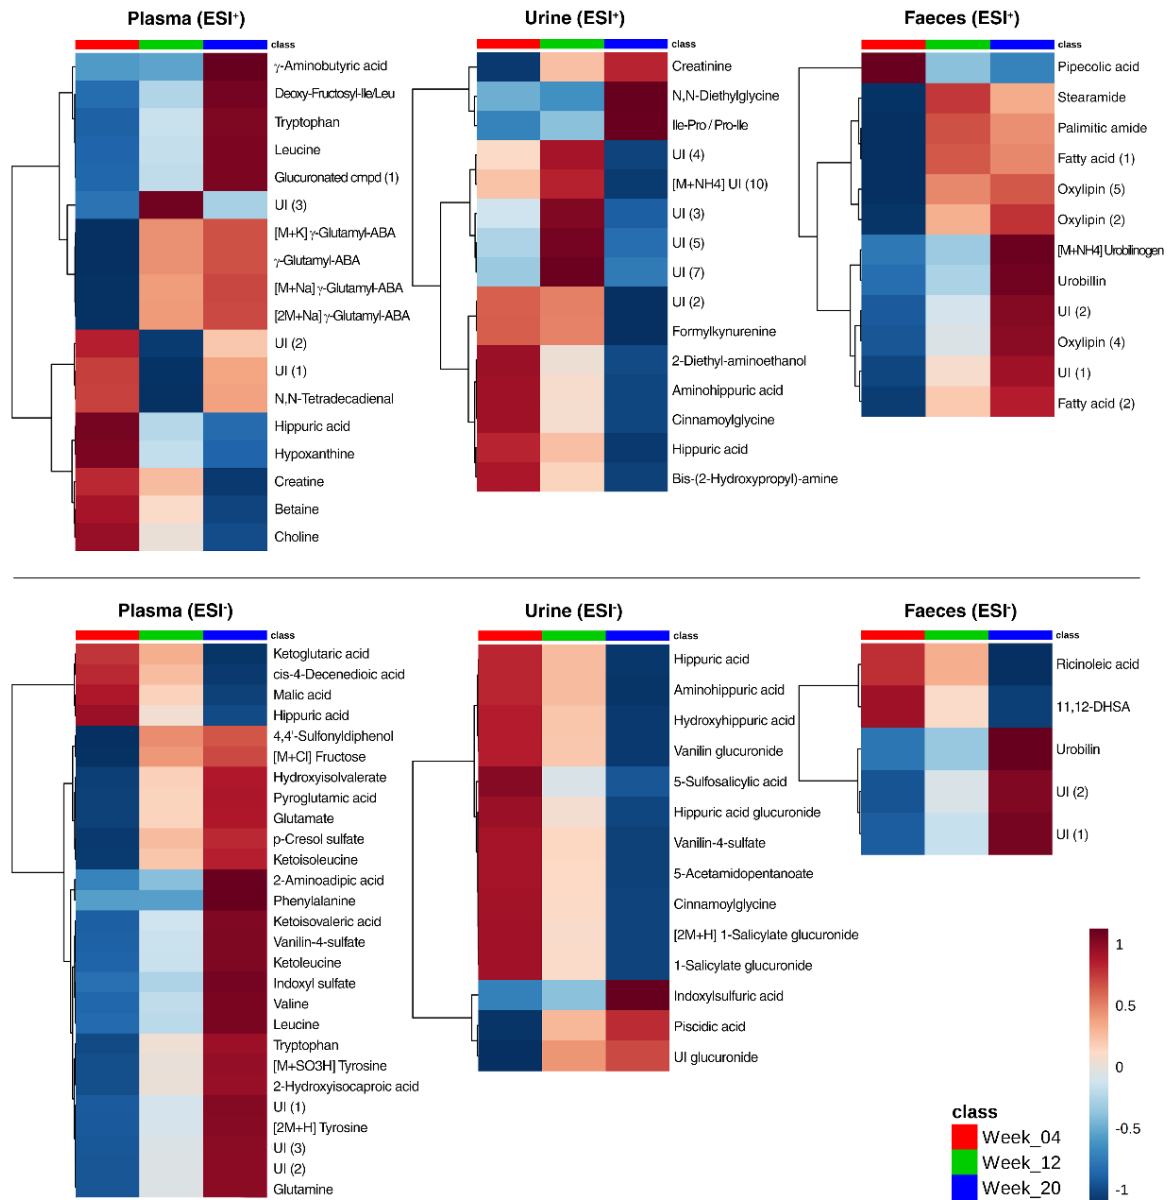 Plasma (ESI⁺)
class
γ-Aminobutyric acid
Deoxy-Fructosyl-Ile/Leu
Tryptophan
Leucine
Glucuronated cmpd (1)
UI (3)
[M+K] γ-Glutamyl-ABA
γ-Glutamyl-ABA
[M+Na] γ-Glutamyl-ABA
[2M+Na] γ-Glutamyl-ABA
UI (2)
UI (1)
N,N-Tetradecadienal
Hippuric acid
Hypoxanthine
Creatine
Betaine
Choline
Urine (ESI⁺)
class
Creatinine
N,N-Diethylglycine
Ile-Pro / Pro-Ile
UI (4)
[M+NH4] UI (10)
UI (3)
UI (5)
UI (7)
UI (2)
Formylkynurenine
2-Diethyl-aminoethanol
Aminohippuric acid
Cinnamoylglycine
Hippuric acid
Bis-(2-Hydroxypropyl)-amine
Faeces (ESI⁺)
class
Pipecolic acid
Stearamide
Palimitic amide
Fatty acid (1)
Oxylipin (5)
Oxylipin (2)
[M+NH4] Urobilinogen
Urobillin
UI (2)
Oxylipin (4)
UI (1)
Fatty acid (2)
Plasma (ESI⁻)
class
Ketoglutaric acid
cis-4-Decenedioic acid
Malic acid
Hippuric acid
4,4'-Sulfonyldiphenol
[M+Cl] Fructose
Hydroxyisolvalerate
Pyroglutamic acid
Glutamate
p-Cresol sulfate
Ketoisoleucine
2-Aminoadipic acid
Phenylalanine
Ketoisovaleric acid
Vanilin-4-sulfate
Ketoleucine
Indoxyl sulfate
Valine
Leucine
Tryptophan
[M+SO3H] Tyrosine
2-Hydroxyisocaproic acid
UI (1)
[2M+H] Tyrosine
UI (3)
UI (2)
Glutamine
Urine (ESI⁻)
class
Hippuric acid
Aminohippuric acid
Hydroxyhippuric acid
Vanilin glucuronide
5-Sulfosalicylic acid
Hippuric acid glucuronide
Vanilin-4-sulfate
5-Acetamidopentanoate
Cinnamoylglycine
[2M+H] 1-Salicylate glucuronide
1-Salicylate glucuronide
Indoxylsulfuric acid
Piscidic acid
UI glucuronide
Faeces (ESI⁻)
class
Ricinoleic acid
11,12-DHSA
Urobilin
UI (2)
UI (1)
1
0.5
0
-0.5
-1
class
Week_04
Week_12
Week_20